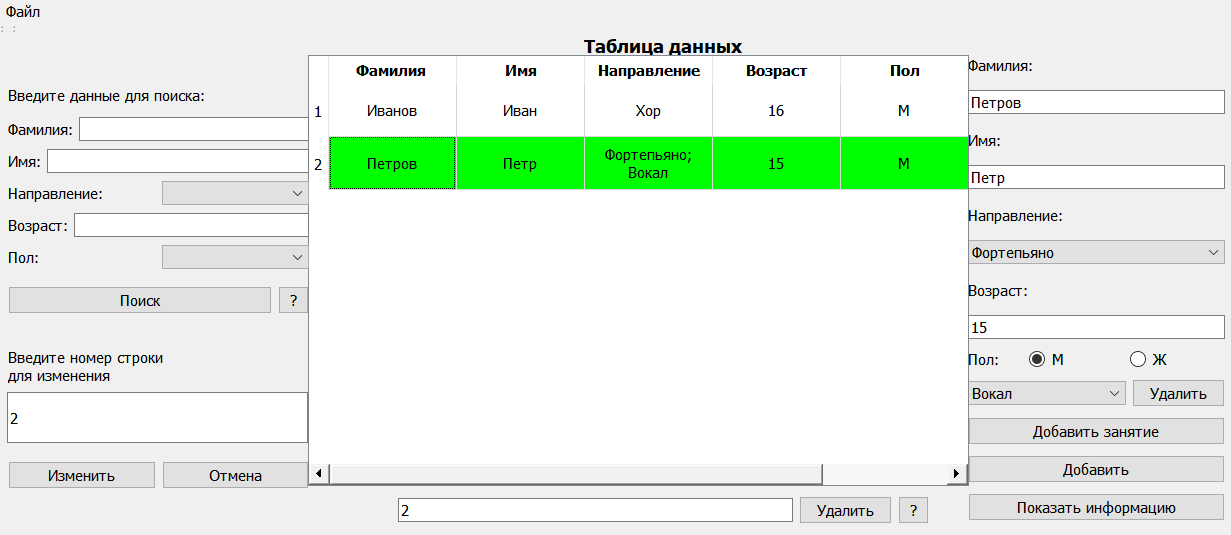 Файл
Таблица данных
Введите данные для поиска:
Фамилия:
Имя:
Направление:
Возраст:
Пол:
Поиск
?
Введите номер строки
для изменения
2
Изменить
Отмена
Фамилия Имя Направление Возраст Пол
1 Иванов Иван Хор 16 М
2 Петров Петр Фортепьяно; 15 М
Вокал
2
Удалить
?
Фамилия:
Петров
Имя:
Петр
Направление:
Фортепьяно
Возраст:
15
Пол: М Ж
Вокал
Удалить
Добавить занятие
Добавить
Показать информацию